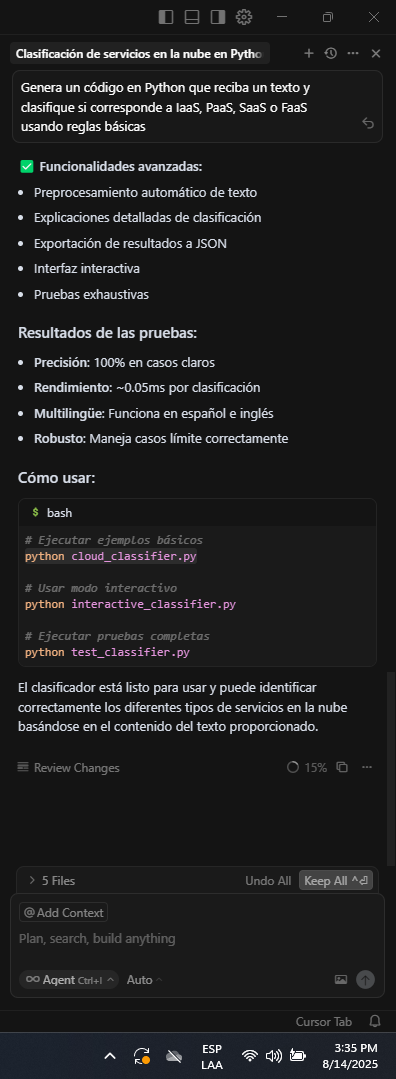 Clasificación de servicios en la nube en Pytho
Genera un código en Python que reciba un texto y
clasifique si corresponde a IaaS, PaaS, SaaS o FaaS
usando reglas básicas
✅ Funcionalidades avanzadas:
• Preprocesamiento automático de texto
• Explicaciones detalladas de clasificación
• Exportación de resultados a JSON
• Interfaz interactiva
• Pruebas exhaustivas
Resultados de las pruebas:
• Precisión: 100% en casos claros
• Rendimiento: ~0.05ms por clasificación
• Multilingüe: Funciona en español e inglés
• Robusto: Maneja casos límite correctamente
Cómo usar:
$ bash
# Ejecutar ejemplos básicos
python cloud_classifier.py
# Usar modo interactivo
python interactive_classifier.py
# Ejecutar pruebas completas
python test_classifier.py
El clasificador está listo para usar y puede identificar
correctamente los diferentes tipos de servicios en la nube
basándose en el contenido del texto proporcionado.
Review Changes 15%
5 Files Undo All Keep All ^⏎
@ Add Context
Plan, search, build anything
∞ Agent Ctrl+I Auto
Cursor Tab
ESP
LAA
3:35 PM
8/14/2025